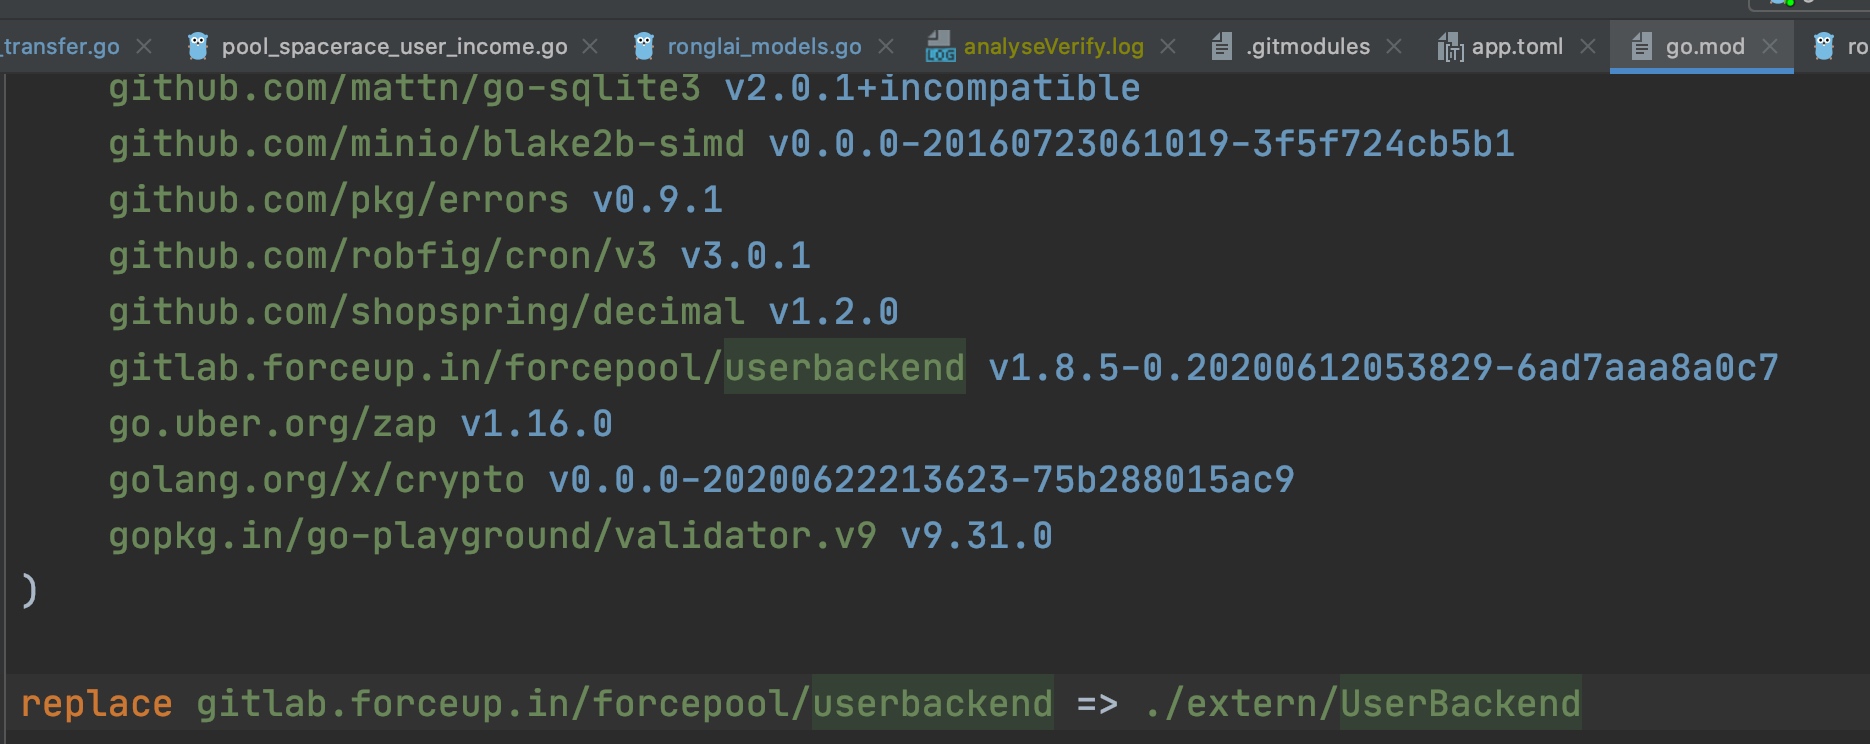 _transfer.go pool_spacerace_user_income.go ronglai_models.go LOG analyseVerify.log .gitmodules [T] app.toml go.mod ro
github.com/mattn/go-sqlite3 v2.0.1+incompatible
github.com/minio/blake2b-simd v0.0.0-20160723061019-3f5f724cb5b1
github.com/pkg/errors v0.9.1
github.com/robfig/cron/v3 v3.0.1
github.com/shopspring/decimal v1.2.0
gitlab.forceup.in/forcepool/userbackend v1.8.5-0.20200612053829-6ad7aaa8a0c7
go.uber.org/zap v1.16.0
golang.org/x/crypto v0.0.0-20200622213623-75b288015ac9
gopkg.in/go-playground/validator.v9 v9.31.0
)
replace gitlab.forceup.in/forcepool/userbackend => ./extern/UserBackend